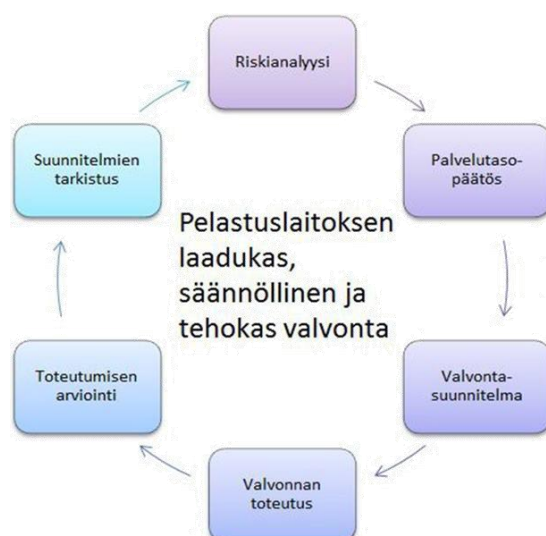 Riskianalyysi
Palvelutaso-
päätös
Valvonta-
suunnitelma
Valvonnan
toteutus
Toteutumisen
arviointi
Suunnitelmien
tarkistus
Pelastuslaitoksen
laadukas,
säännöllinen ja
tehokas valvonta